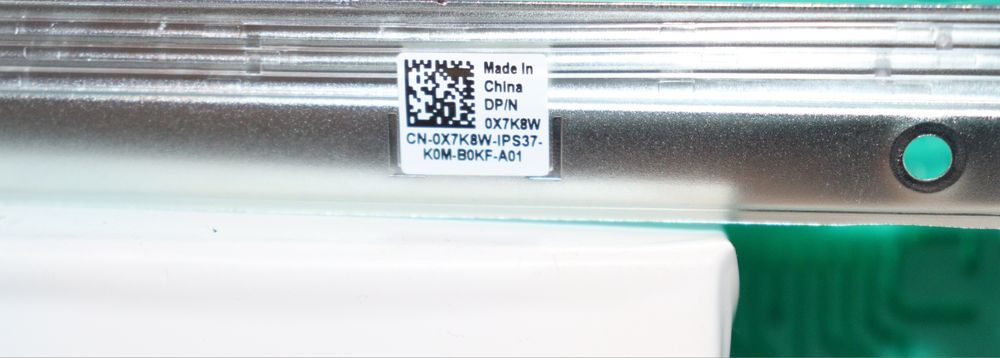 Made in
China
DP/N
0X7K8W
CN-0X7K8W-IPS37-
K0M-B0KF-A01